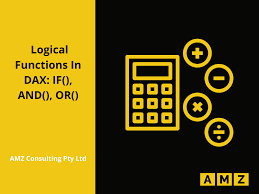 Logical
Functions In
DAX: IF(),
AND(), OR()
AMZ Consulting Pty Ltd
AMZ